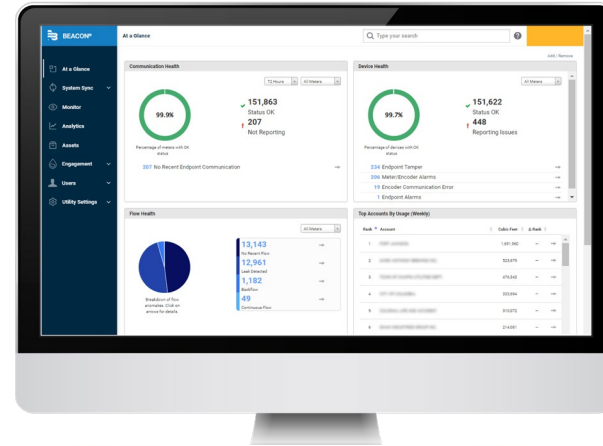 BEACON®
At a Glance
Type your search
Add / Remove
At a Glance
System Sync
Monitor
Analytics
Assets
Engagement
Users
Utility Settings
Communication Health
72 Hours
All Meters
99.9%
Percentage of meters with OK
status
151,863
Status OK
207
Not Reporting
207 No Recent Endpoint Communication
Device Health
All Meters
99.7%
Percentage of devices with OK
status
151,622
Status OK
448
Reporting Issues
234 Endpoint Tamper
206 Meter/Encoder Alarms
19 Encoder Communication Error
1 Endpoint Alarms
Flow Health
All Meters
Breakdown of flow
anomalies. Click on
arrows for details.
13,143
No Recent Flow
12,961
Leak Detected
1,182
Backflow
49
Continuous Flow
Top Accounts By Usage (Weekly)
Rank Account Cubic Feet Δ Rank
1
2
3
4
5
6